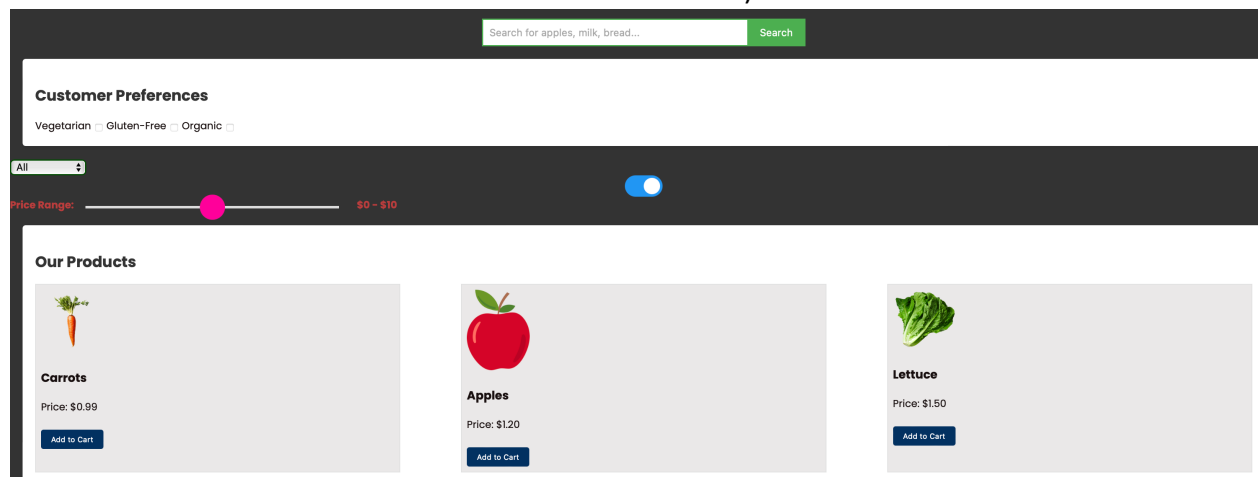 Search for apples, milk, bread... Search
Customer Preferences
Vegetarian Gluten-Free Organic
All
Price Range: $0 - $10
Our Products
Carrots
Price: $0.99
Add to Cart
Apples
Price: $1.20
Add to Cart
Lettuce
Price: $1.50
Add to Cart